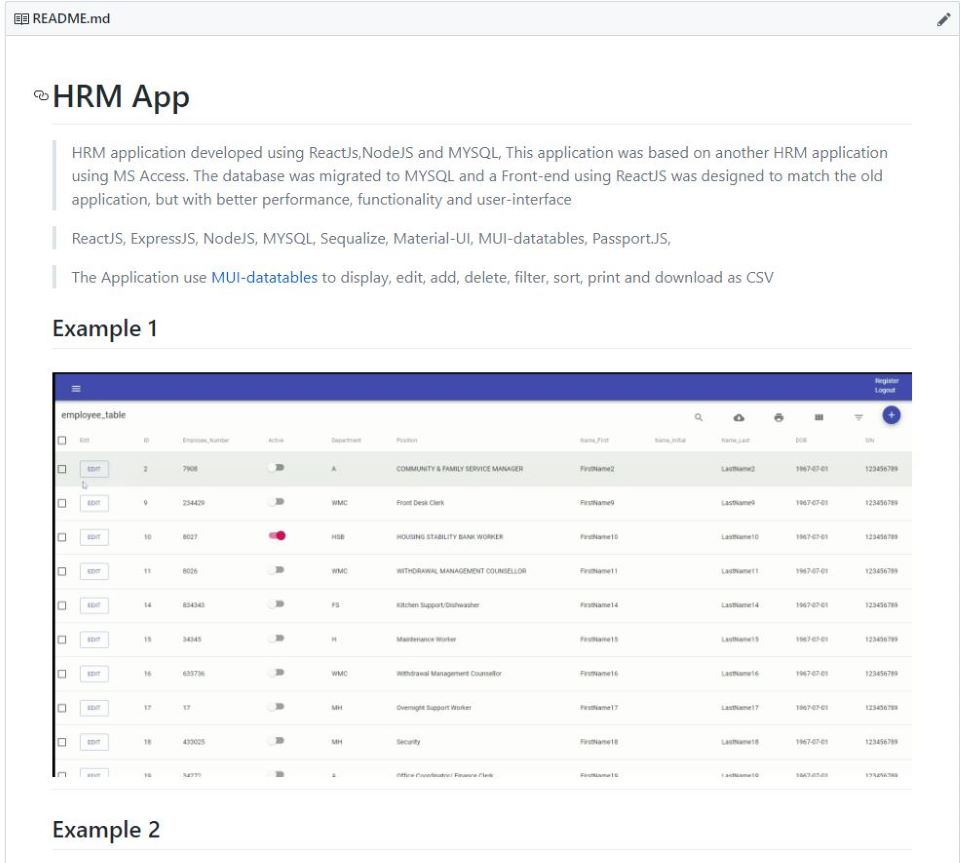 README.md
HRM App
HRM application developed using ReactJs,NodeJS and MYSQL, This application was based on another HRM application
using MS Access. The database was migrated to MYSQL and a Front-end using ReactJS was designed to match the old
application, but with better performance, functionality and user-interface
ReactJS, ExpressJS, NodeJS, MYSQL, Sequalize, Material-UI, MUI-datatables, Passport.JS,
The Application use MUI-datatables to display, edit, add, delete, filter, sort, print and download as CSV
Example 1
Register
Logout
employee_table
Edit ID Employee_Number Active Department Position Name_First Name_Initial Name_Last DOB SIN
EDIT 2 7908 A COMMUNITY & FAMILY SERVICE MANAGER FirstName2 LastName2 1967-07-01 123456789
EDIT 9 234429 WMC Front Desk Clerk FirstName9 LastName9 1967-07-01 123456789
EDIT 10 8027 HSB HOUSING STABILITY BANK WORKER FirstName10 LastName10 1967-07-01 123456789
EDIT 11 8026 WMC WITHDRAWAL MANAGEMENT COUNSELLOR FirstName11 LastName11 1967-07-01 123456789
EDIT 14 834343 FS Kitchen Support/Dishwasher FirstName14 LastName14 1967-07-01 123456789
EDIT 15 34345 H Maintenance Worker FirstName15 LastName15 1967-07-01 123456789
EDIT 16 633736 WMC Withdrawal Management Counsellor FirstName16 LastName16 1967-07-01 123456789
EDIT 17 17 MH Overnight Support Worker FirstName17 LastName17 1967-07-01 123456789
EDIT 18 433025 MH Security FirstName18 LastName18 1967-07-01 123456789
EDIT 19 A Office Coordinator/ Finance Clerk FirstName19 LastName19 1967-07-01 123456789
Example 2